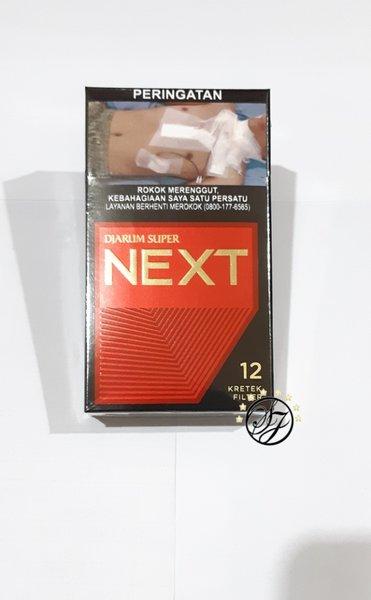 PERINGATAN
ROKOK MERENGGUT,
KEBAHAGIAAN SAYA SATU PERSATU
LAYANAN BERHENTI MEROKOK (0800-177-6565)
DJARUM SUPER
NEXT
12
KRETEK
FILTER